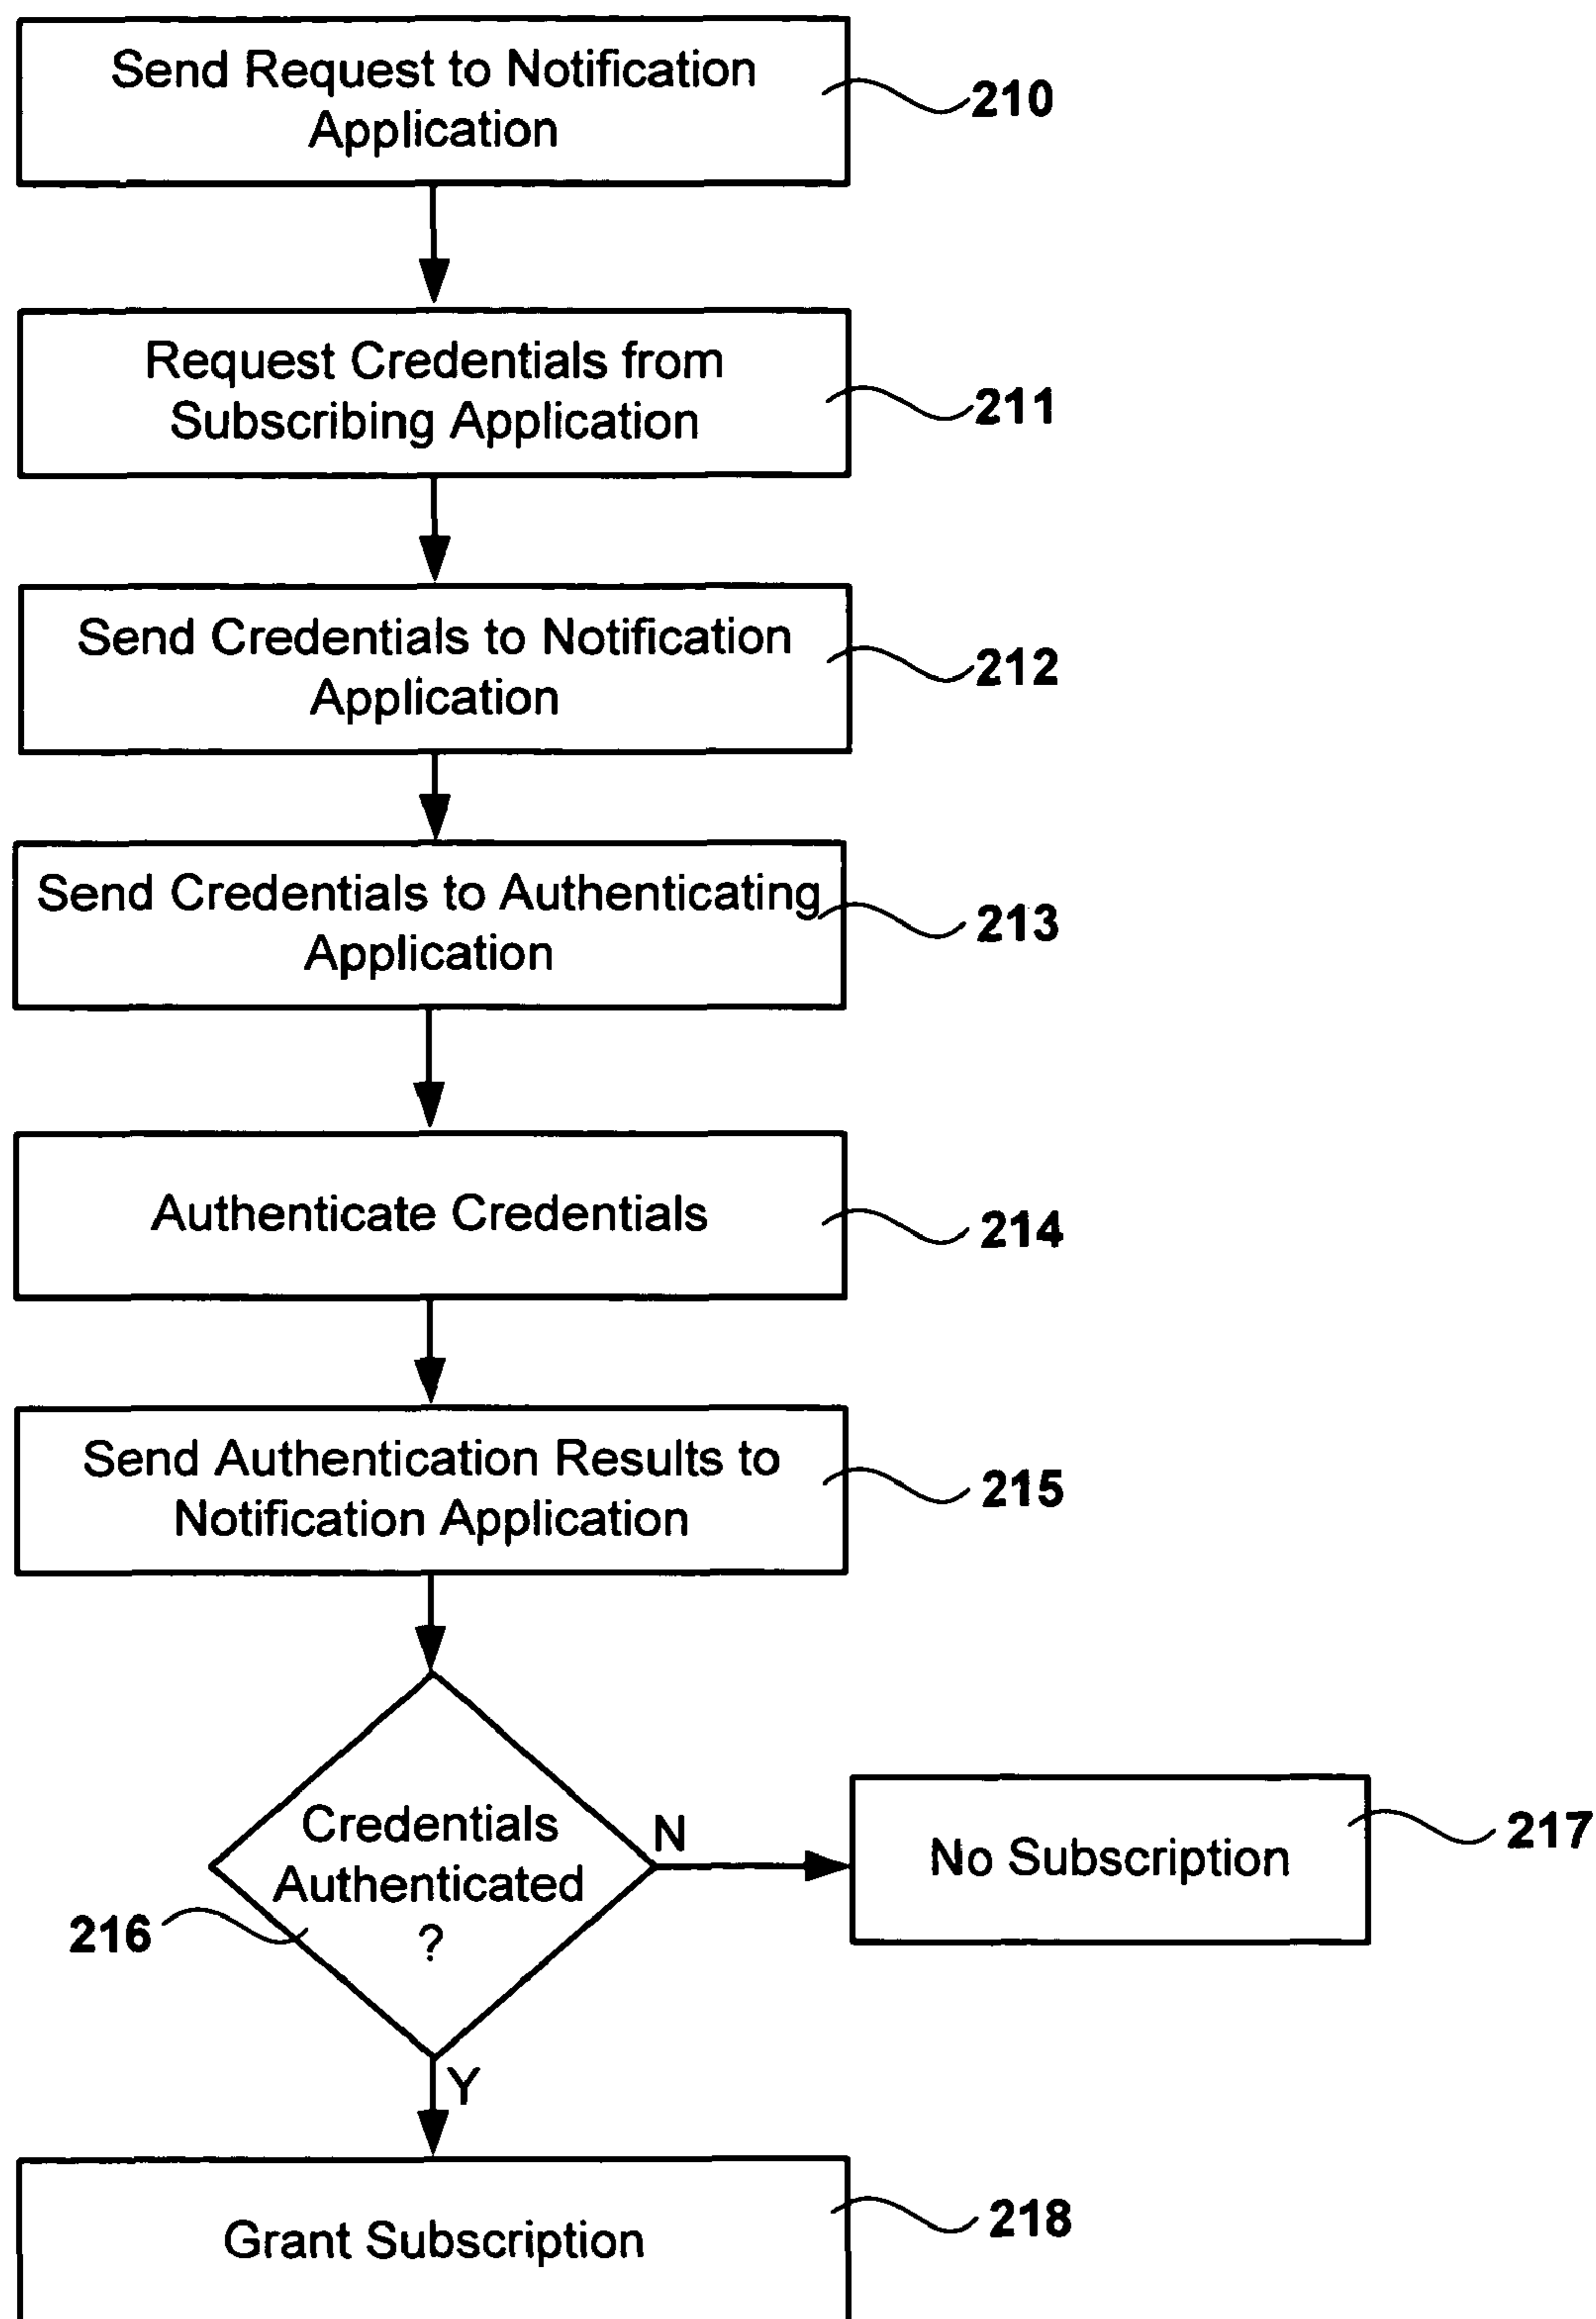 Send Request to Notification
Application
210
Request Credentials from
Subscribing Application
211
Send Credentials to Notification
Application
212
Send Credentials to Authenticating
Application
213
Authenticate Credentials
214
Send Authentication Results to
Notification Application
215
Credentials
Authenticated
?
216
N
No Subscription
217
Y
Grant Subscription
218